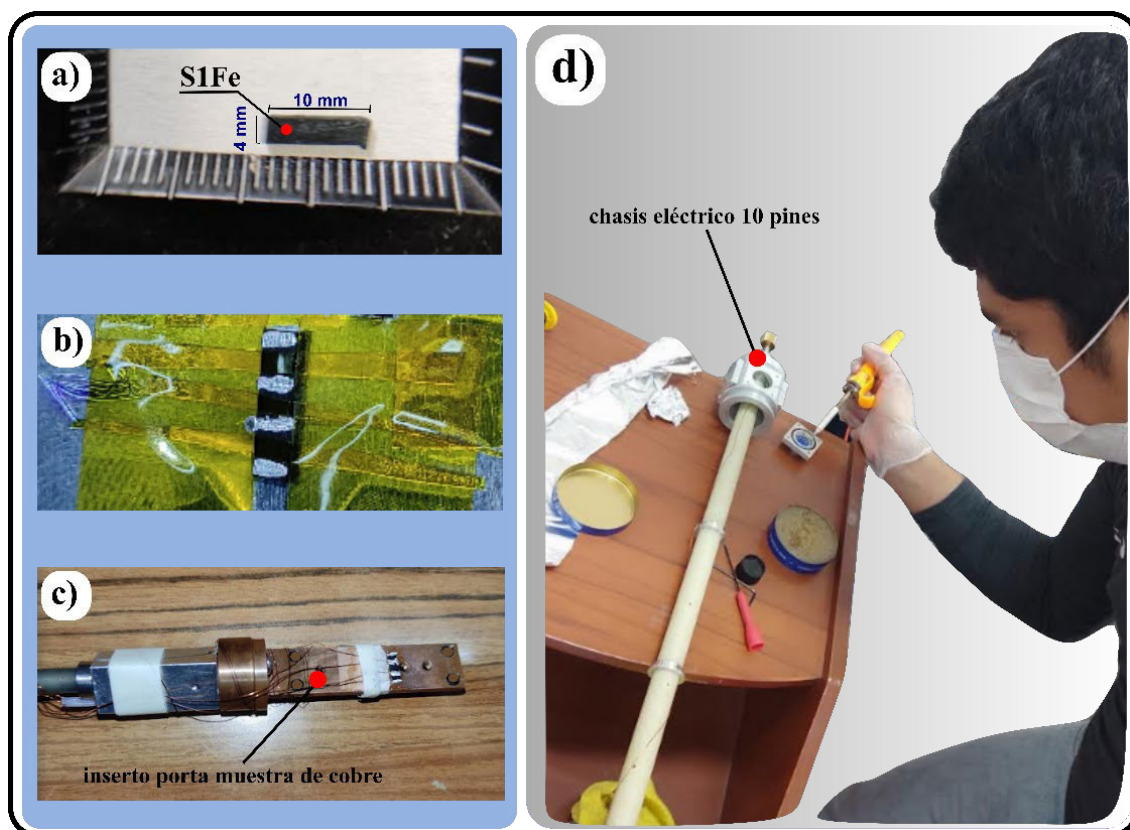 a)
S1Fe
10 mm
4 mm
b)
c)
inserto porta muestra de cobre
d)
chasis eléctrico 10 pines